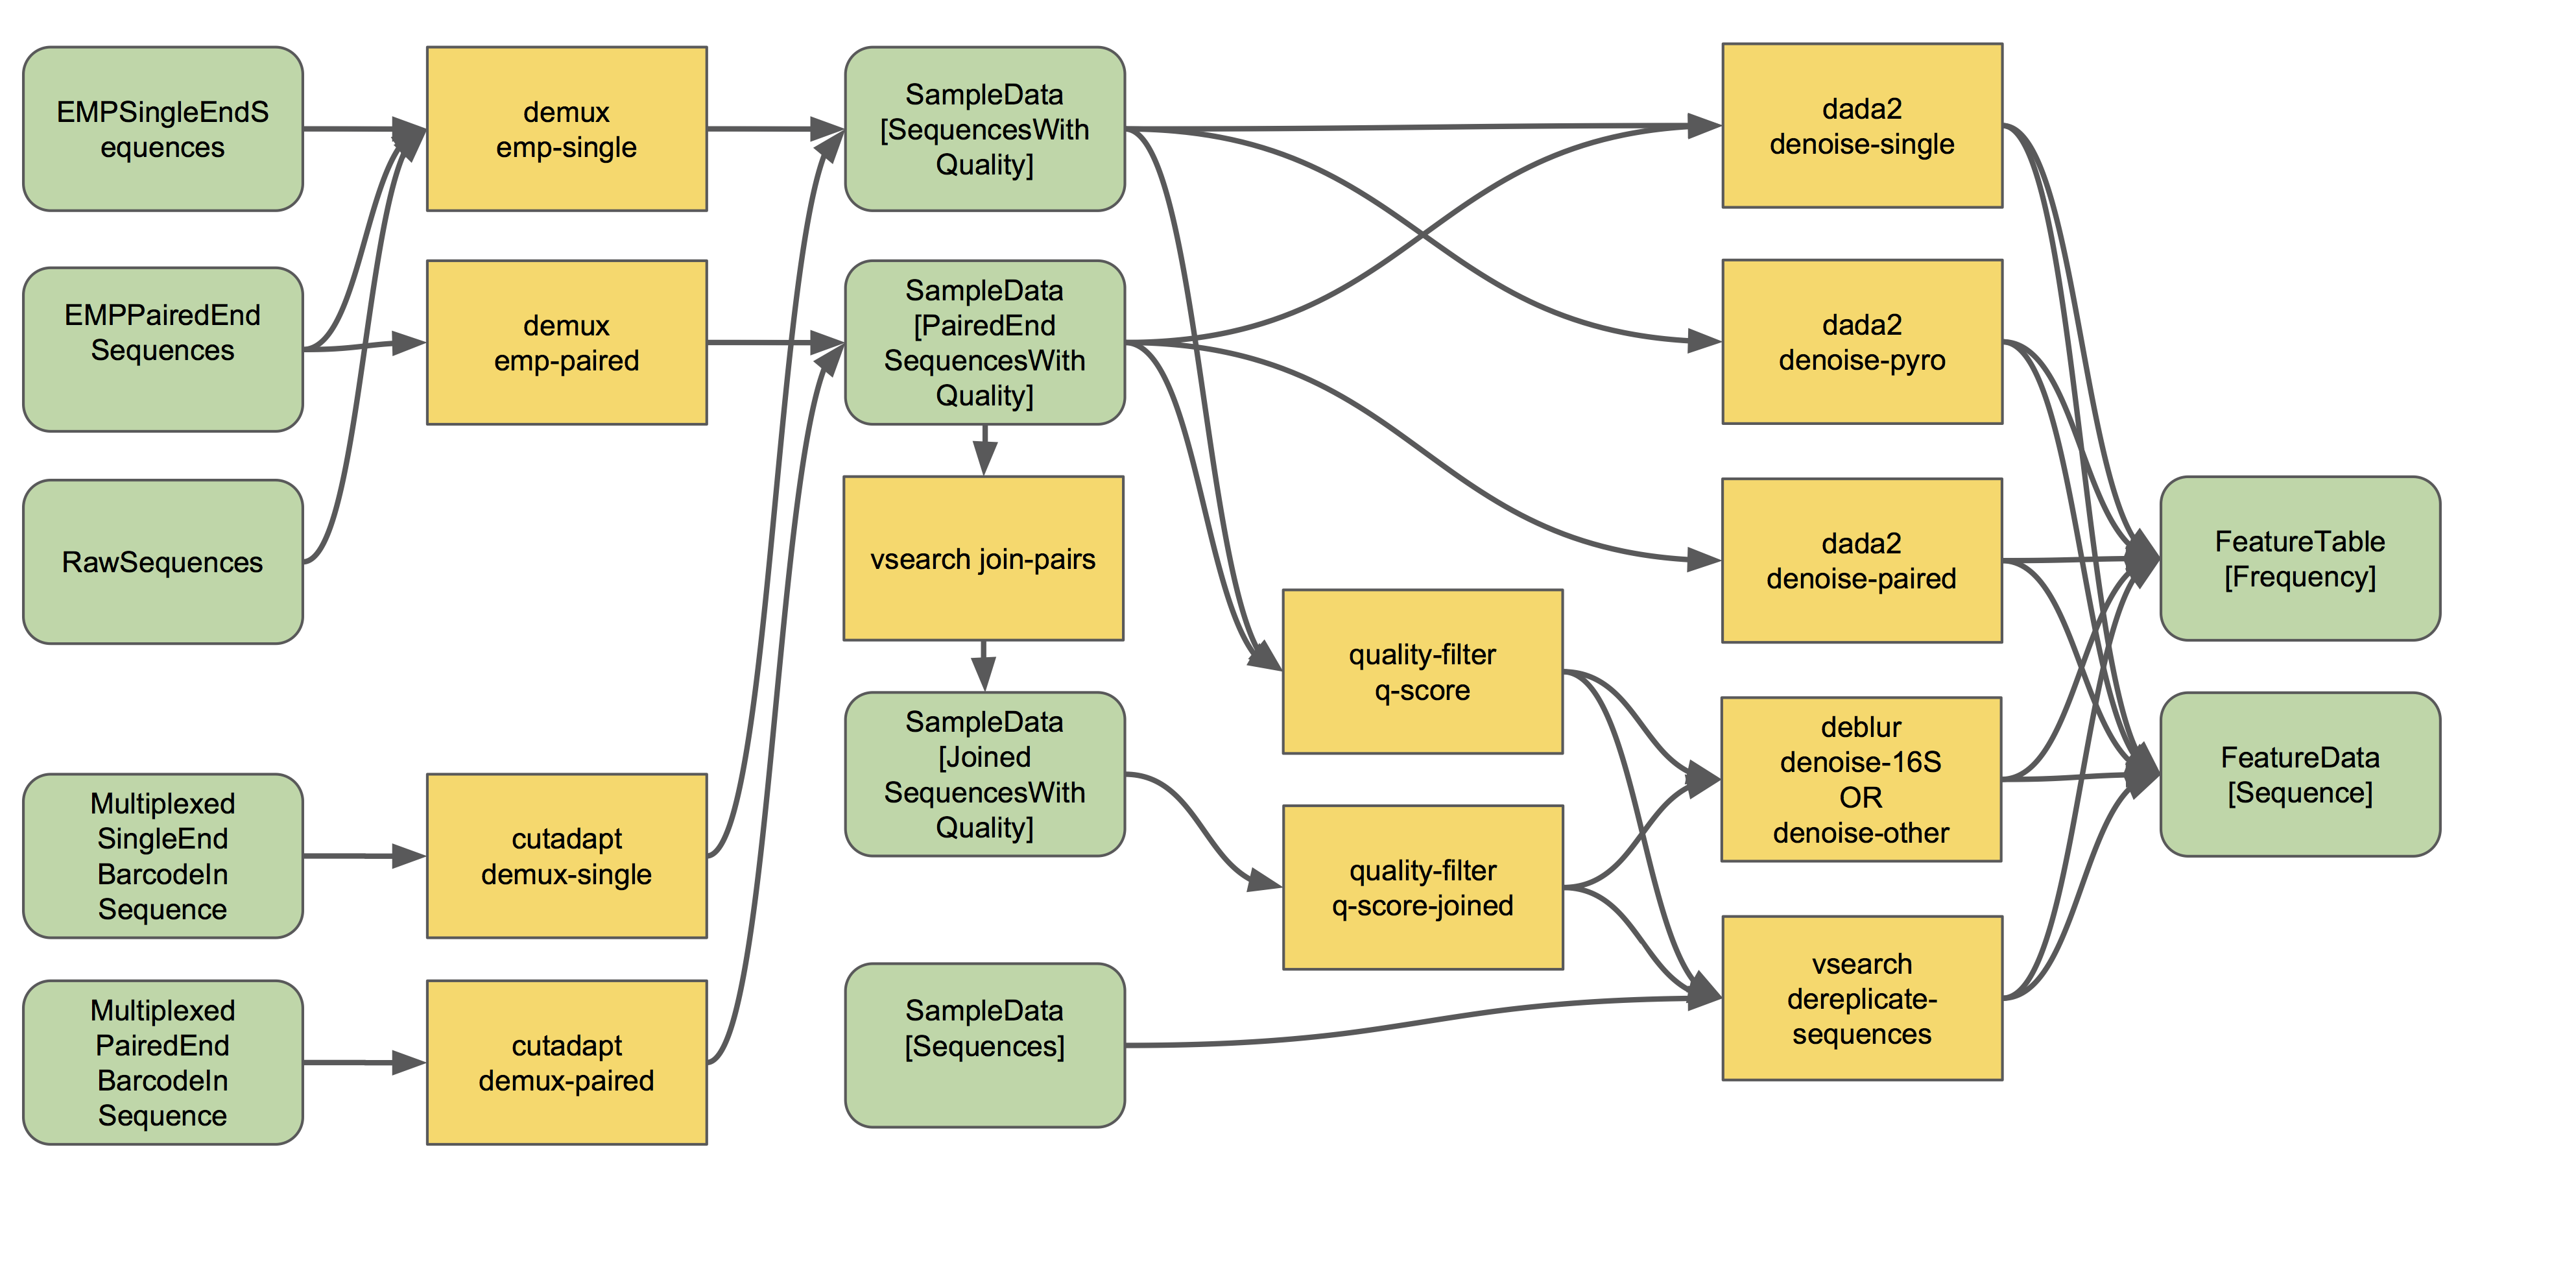 EMPSingleEndS
equences
demux
emp-single
SampleData
[SequencesWith
Quality]
dada2
denoise-single
EMPPairedEnd
Sequences
demux
emp-paired
SampleData
[PairedEnd
SequencesWith
Quality]
dada2
denoise-pyro
RawSequences
vsearch join-pairs
dada2
denoise-paired
FeatureTable
[Frequency]
quality-filter
q-score
SampleData
[Joined
SequencesWith
Quality]
deblur
denoise-16S
OR
denoise-other
FeatureData
[Sequence]
Multiplexed
SingleEnd
BarcodeIn
Sequence
cutadapt
demux-single
quality-filter
q-score-joined
Multiplexed
PairedEnd
BarcodeIn
Sequence
cutadapt
demux-paired
SampleData
[Sequences]
vsearch
dereplicate-
sequences